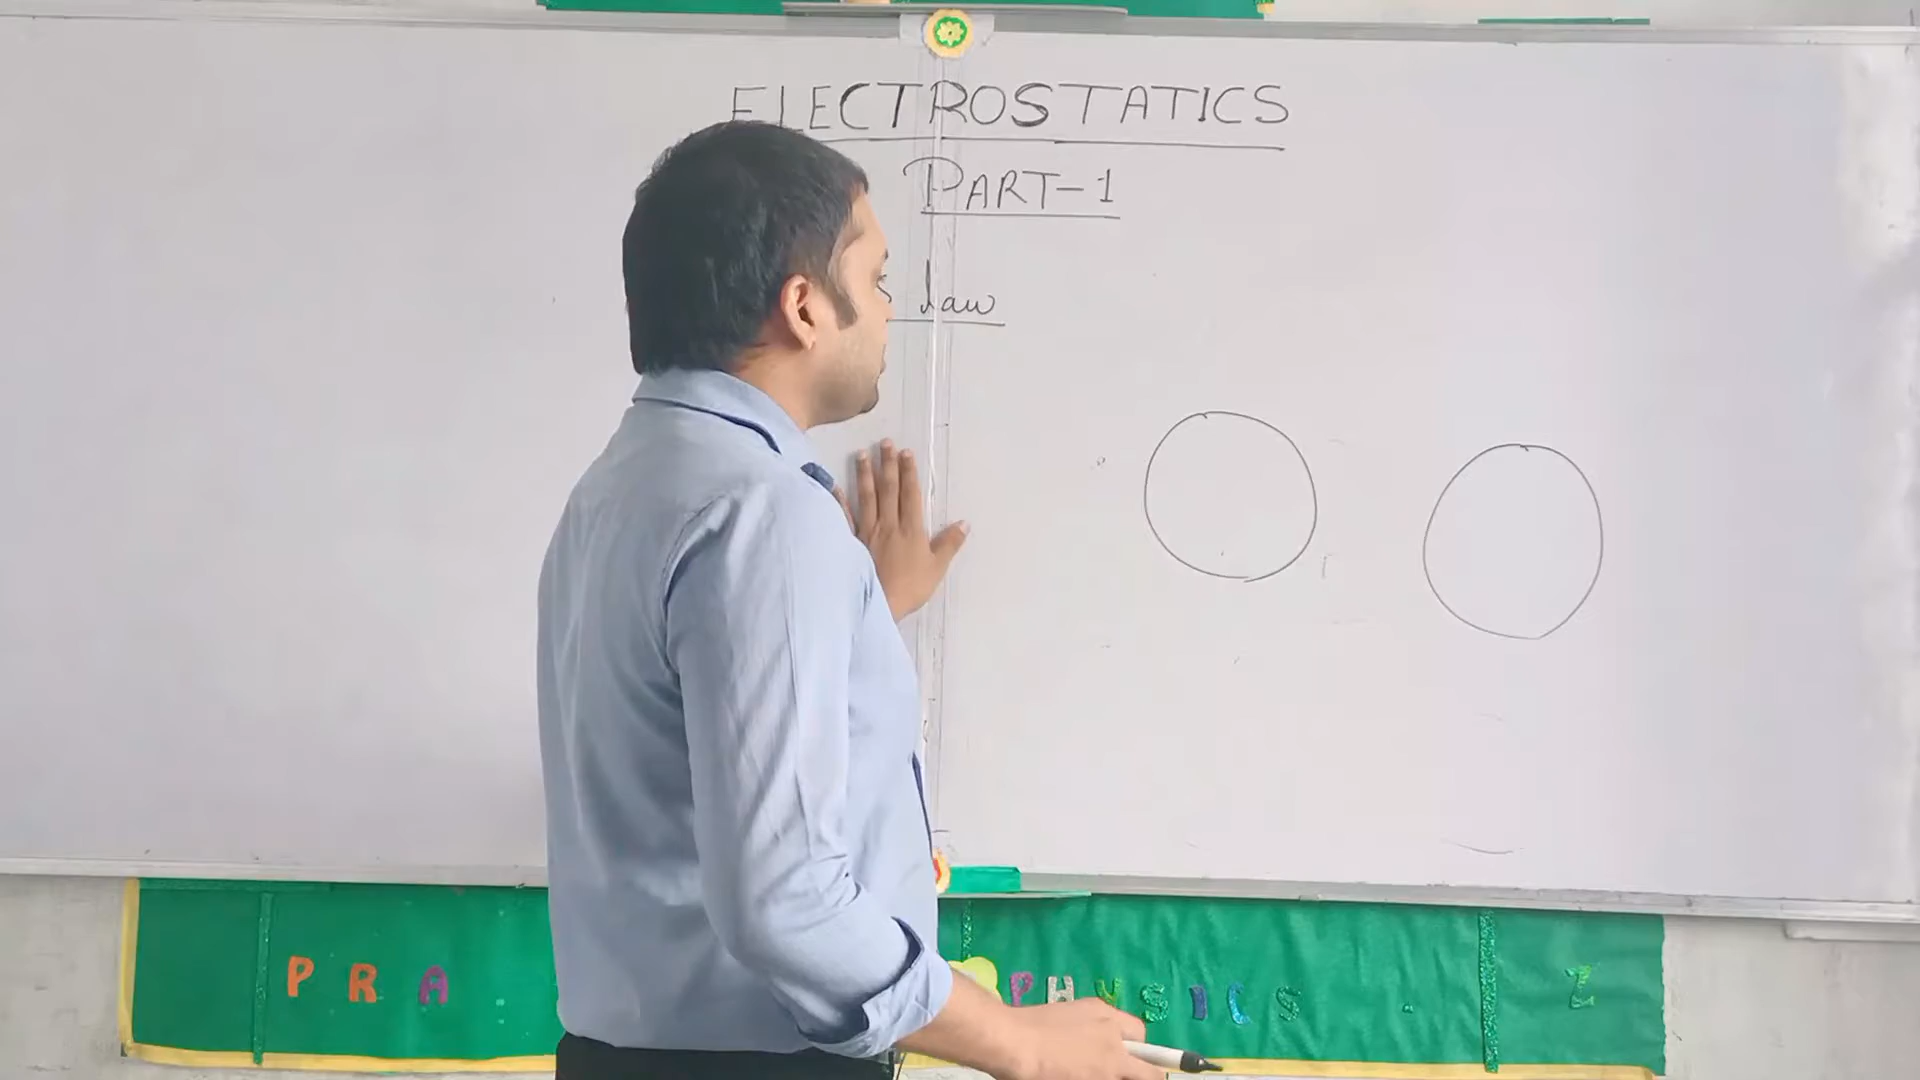 ELECTROSTATICS
PART-1
law
PRA
PHYSICS . Z